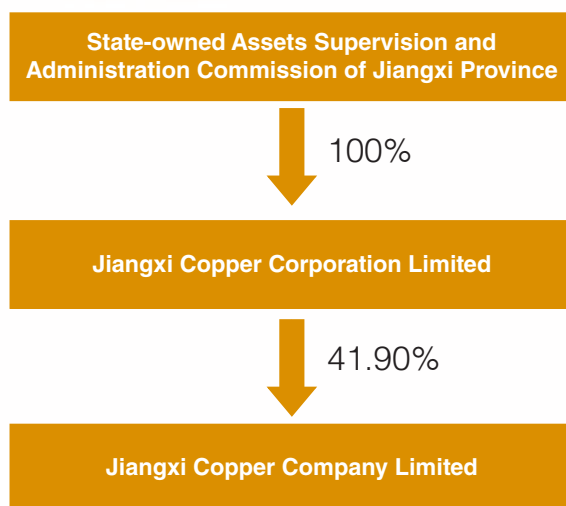 State-owned Assets Supervision and
Administration Commission of Jiangxi Province
100%
Jiangxi Copper Corporation Limited
41.90%
Jiangxi Copper Company Limited